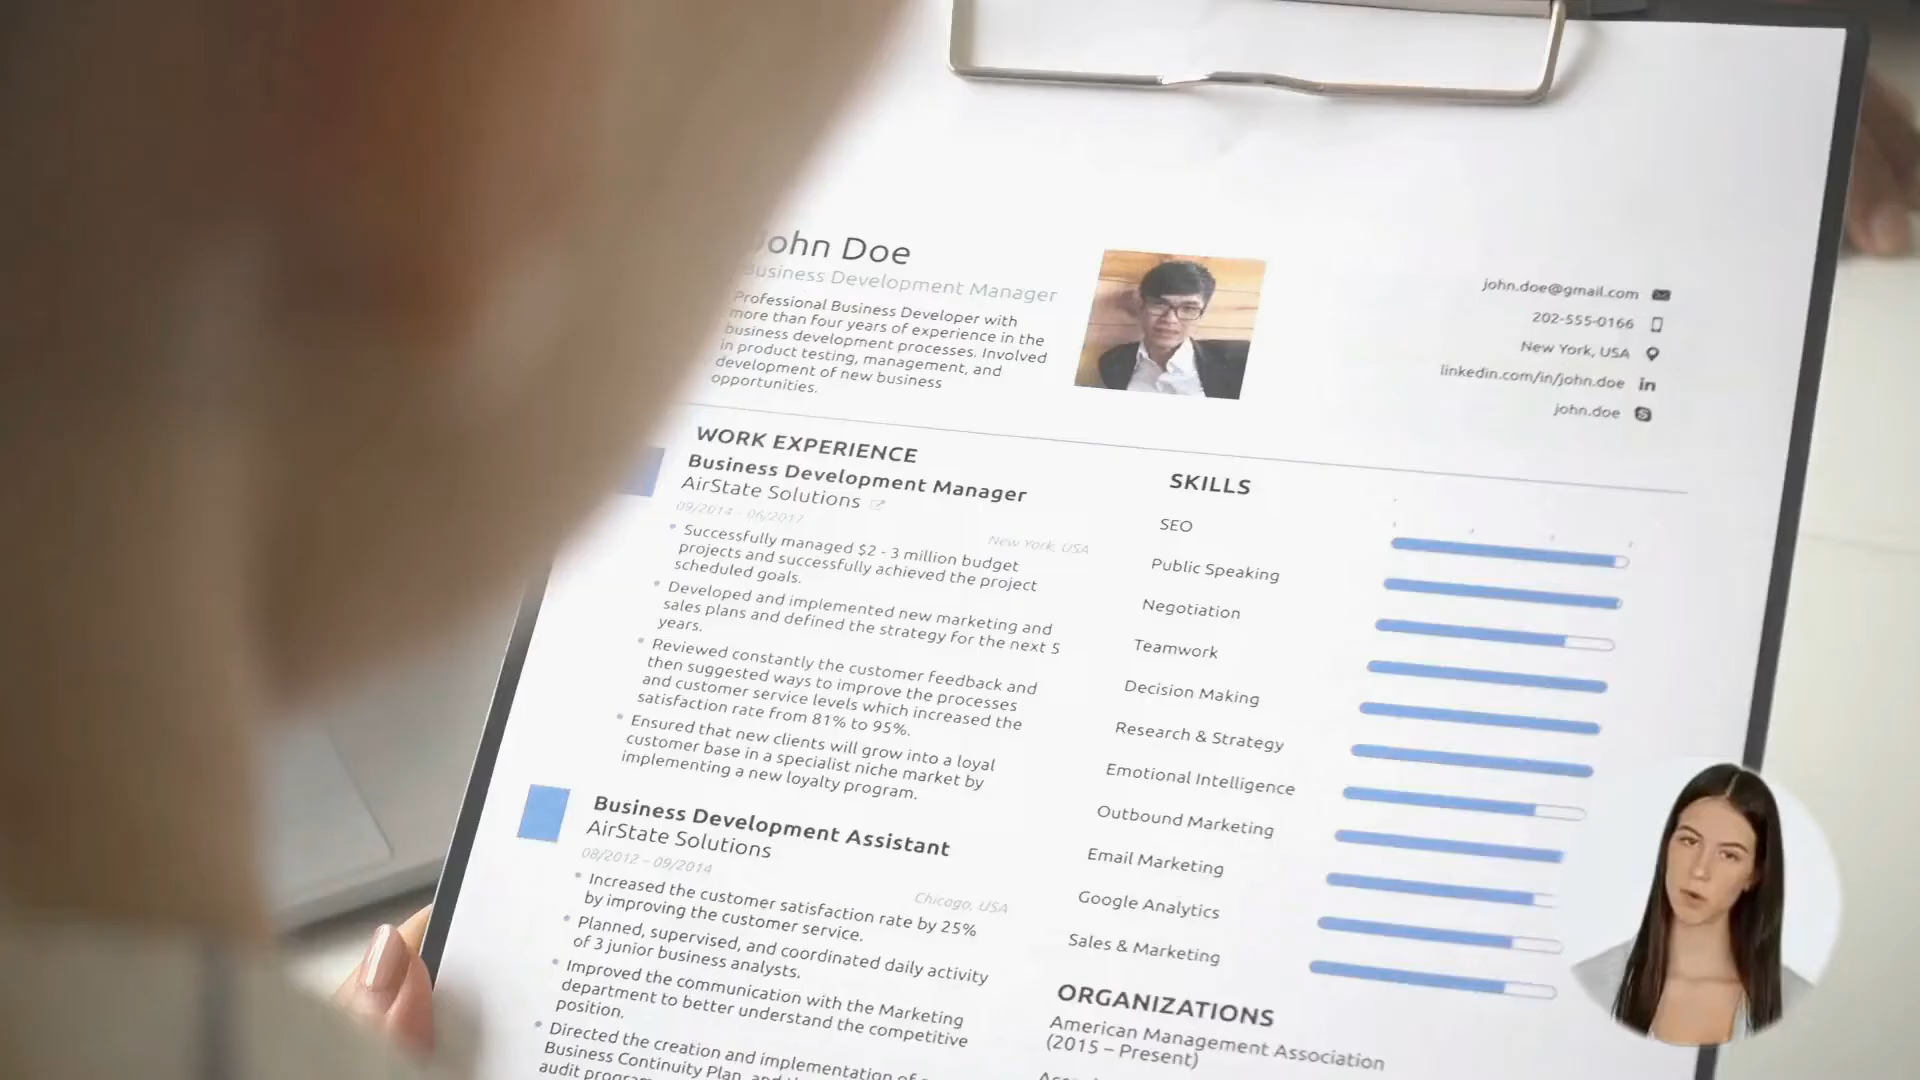 John Doe
Business Development Manager
Professional Business Developer with
more than four years of experience in the
business development processes. Involved
in product testing, management, and
development of new business
opportunities.
john.doe@gmail.com
202-555-0166
New York, USA
linkedin.com/in/john.doe
john.doe
WORK EXPERIENCE
Business Development Manager
AirState Solutions
09/2014 - 06/2017
New York, USA
Successfully managed $2 - 3 million budget
projects and successfully achieved the project
scheduled goals.
Developed and implemented new marketing and
sales plans and defined the strategy for the next 5
years.
Reviewed constantly the customer feedback and
then suggested ways to improve the processes
and customer service levels which increased the
satisfaction rate from 81% to 95%.
Ensured that new clients will grow into a loyal
customer base in a specialist niche market by
implementing a new loyalty program.
Business Development Assistant
AirState Solutions
08/2012 - 09/2014
Chicago, USA
Increased the customer satisfaction rate by 25%
by improving the customer service.
Planned, supervised, and coordinated daily activity
of 3 junior business analysts.
Improved the communication with the Marketing
department to better understand the competitive
position.
Directed the creation and implementation of
Business Continuity Plan, and
audit
SKILLS
SEO
Public Speaking
Negotiation
Teamwork
Decision Making
Research & Strategy
Emotional Intelligence
Outbound Marketing
Email Marketing
Google Analytics
Sales & Marketing
ORGANIZATIONS
American Management Association
(2015 – Present)